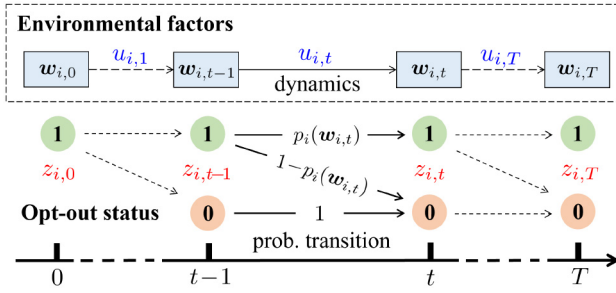 Environmental factors
u_{i,1} u_{i,t} u_{i,T}
w_{i,0} w_{i,t−1} w_{i,t} w_{i,T}
dynamics
1 1 p_i(w_{i,t}) 1 1
z_{i,0} z_{i,t−1} 1−p_i(w_{i,t}) z_{i,t} z_{i,T}
Opt-out status 0 1 0 0
prob. transition
0 t−1 t T